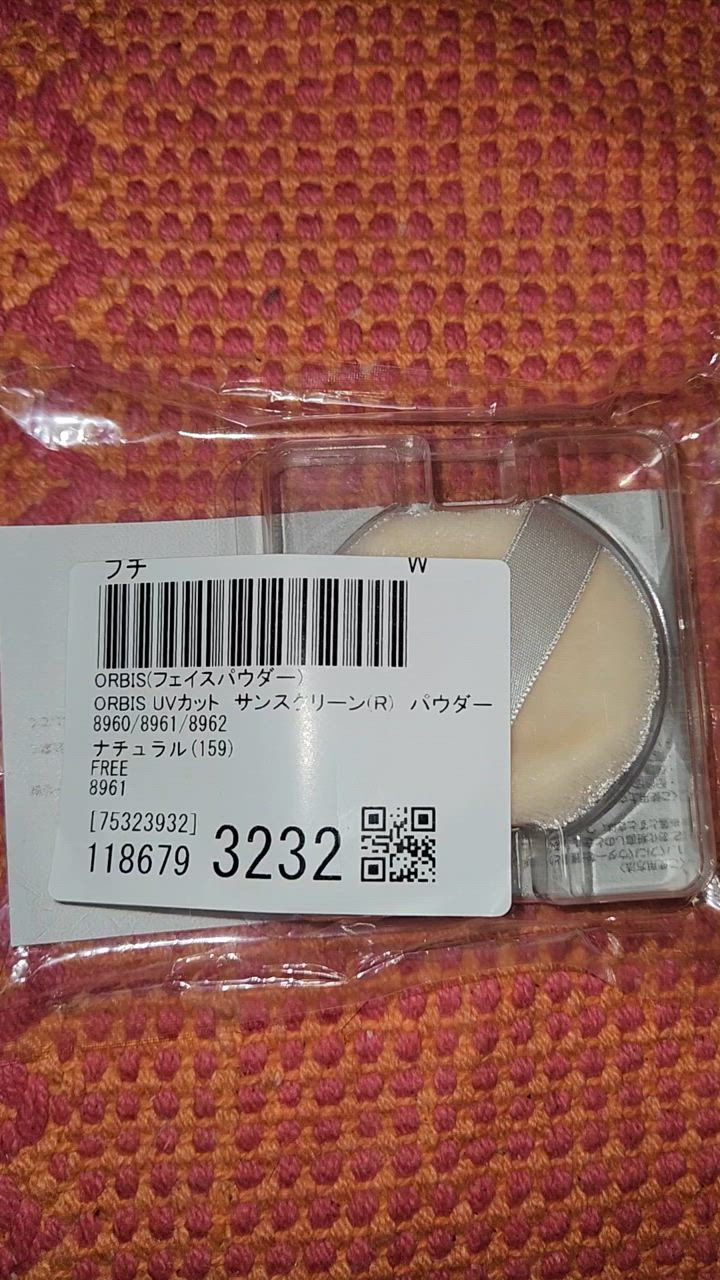 プチ W
ORBIS(フェイスパウダー)
ORBIS UVカット サンスクリーン(R) パウダー
8960/8961/8962
ナチュラル(159)
FREE
8961
[75323932]
118679 3232